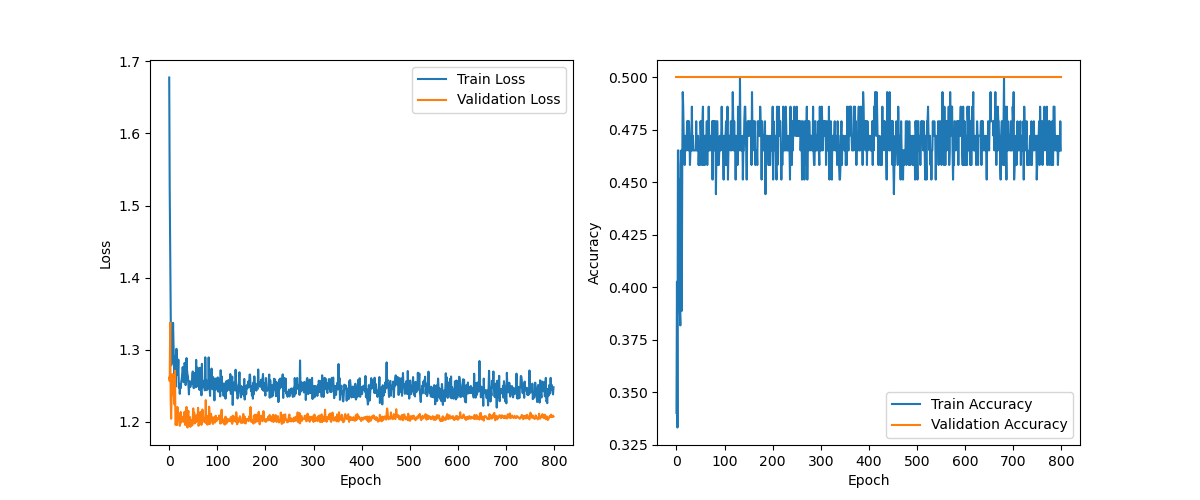 1.7
1.6
1.5
1.4
1.3
1.2
Loss
0 100 200 300 400 500 600 700 800
Epoch
Train Loss
Validation Loss
0.500
0.475
0.450
0.425
0.400
0.375
0.350
0.325
Accuracy
0 100 200 300 400 500 600 700 800
Epoch
Train Accuracy
Validation Accuracy